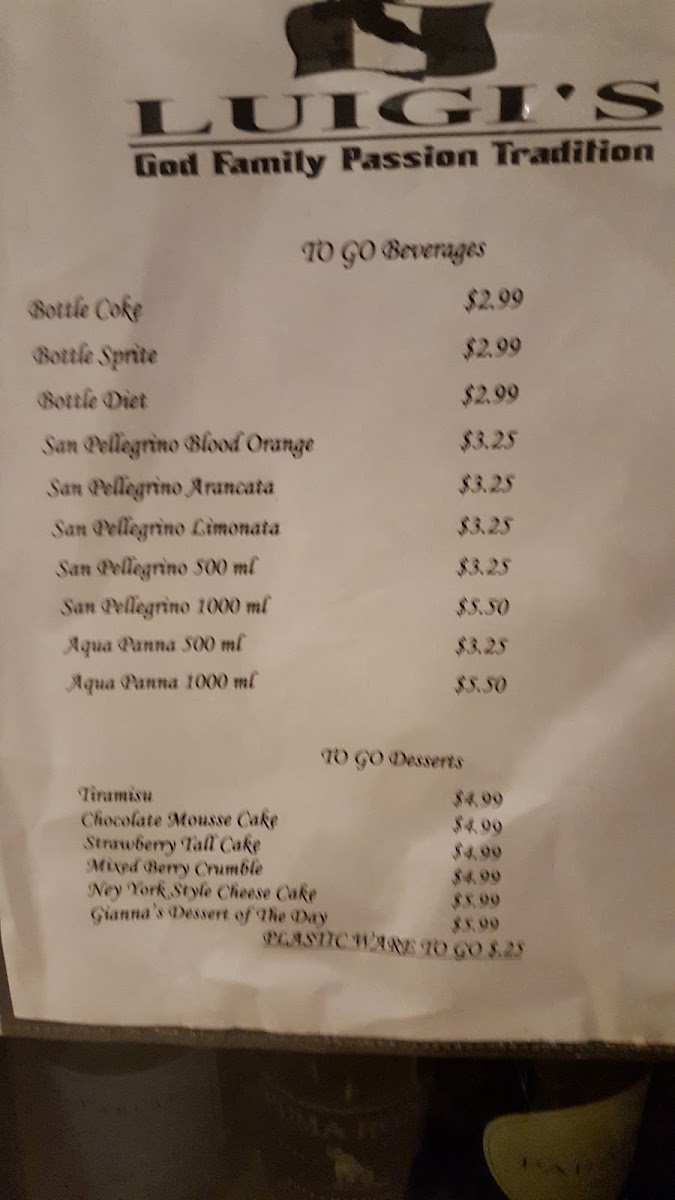 LUIGI'S
God Family Passion Tradition
TO GO Beverages
Bottle Coke $2.99
Bottle Sprite $2.99
Bottle Diet $2.99
San Pellegrino Blood Orange $3.25
San Pellegrino Arancata $3.25
San Pellegrino Limonata $3.25
San Pellegrino 500 ml $3.25
San Pellegrino 1000 ml $5.50
Aqua Panna 500 ml $3.25
Aqua Panna 1000 ml $5.50
TO GO Desserts
Tiramisu $4.99
Chocolate Mousse Cake $4.99
Strawberry Tall Cake $4.99
Mixed Berry Crumble $4.99
Ney York Style Cheese Cake $5.99
Gianna's Dessert of The Day $5.99
PLASTIC WARE TO GO $.25